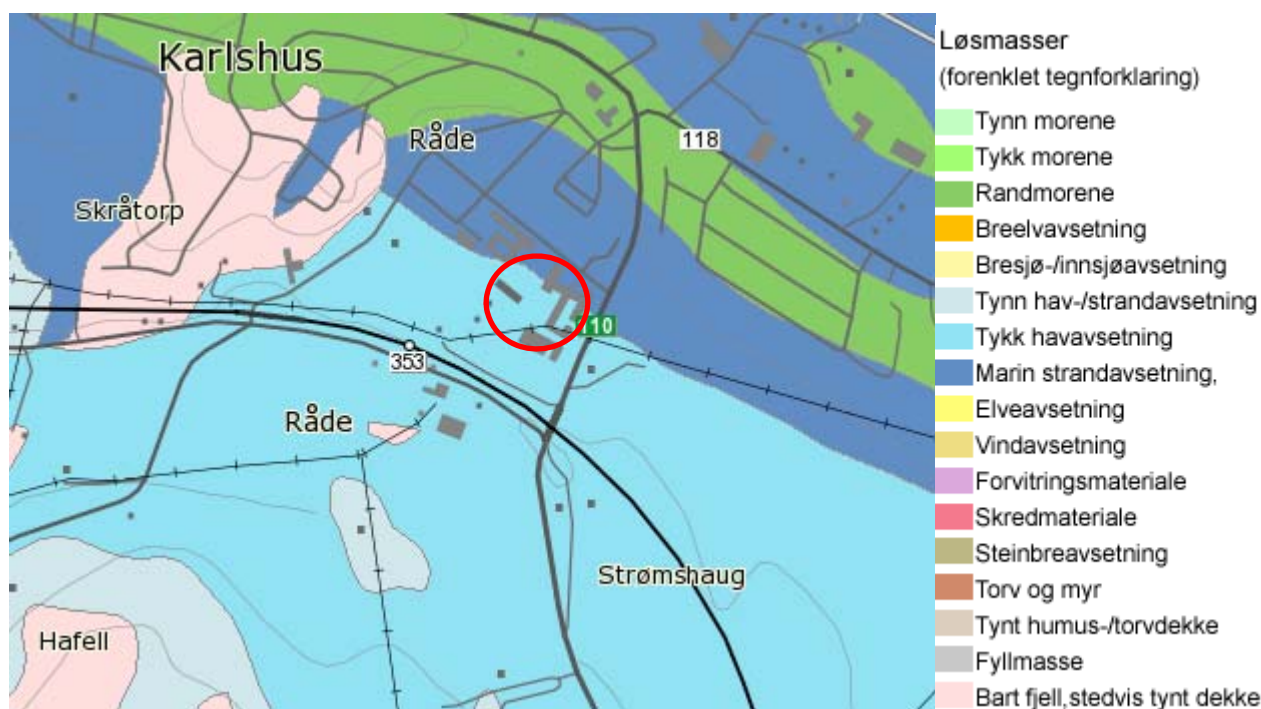 Karlshus
Råde
118
Skråtorp
110
353
Råde
Strømshaug
Hafell
Løsmasser
(forenklet tegnforklaring)
Tynn morene
Tykk morene
Randmorene
Breelvavsetning
Bresjø-/innsjøavsetning
Tynn hav-/strandavsetning
Tykk havavsetning
Marin strandavsetning,
Elveavsetning
Vindavsetning
Forvitringsmateriale
Skredmateriale
Steinbreavsetning
Torv og myr
Tynt humus-/torvdekke
Fyllmasse
Bart fjell,stedvis tynt dekke